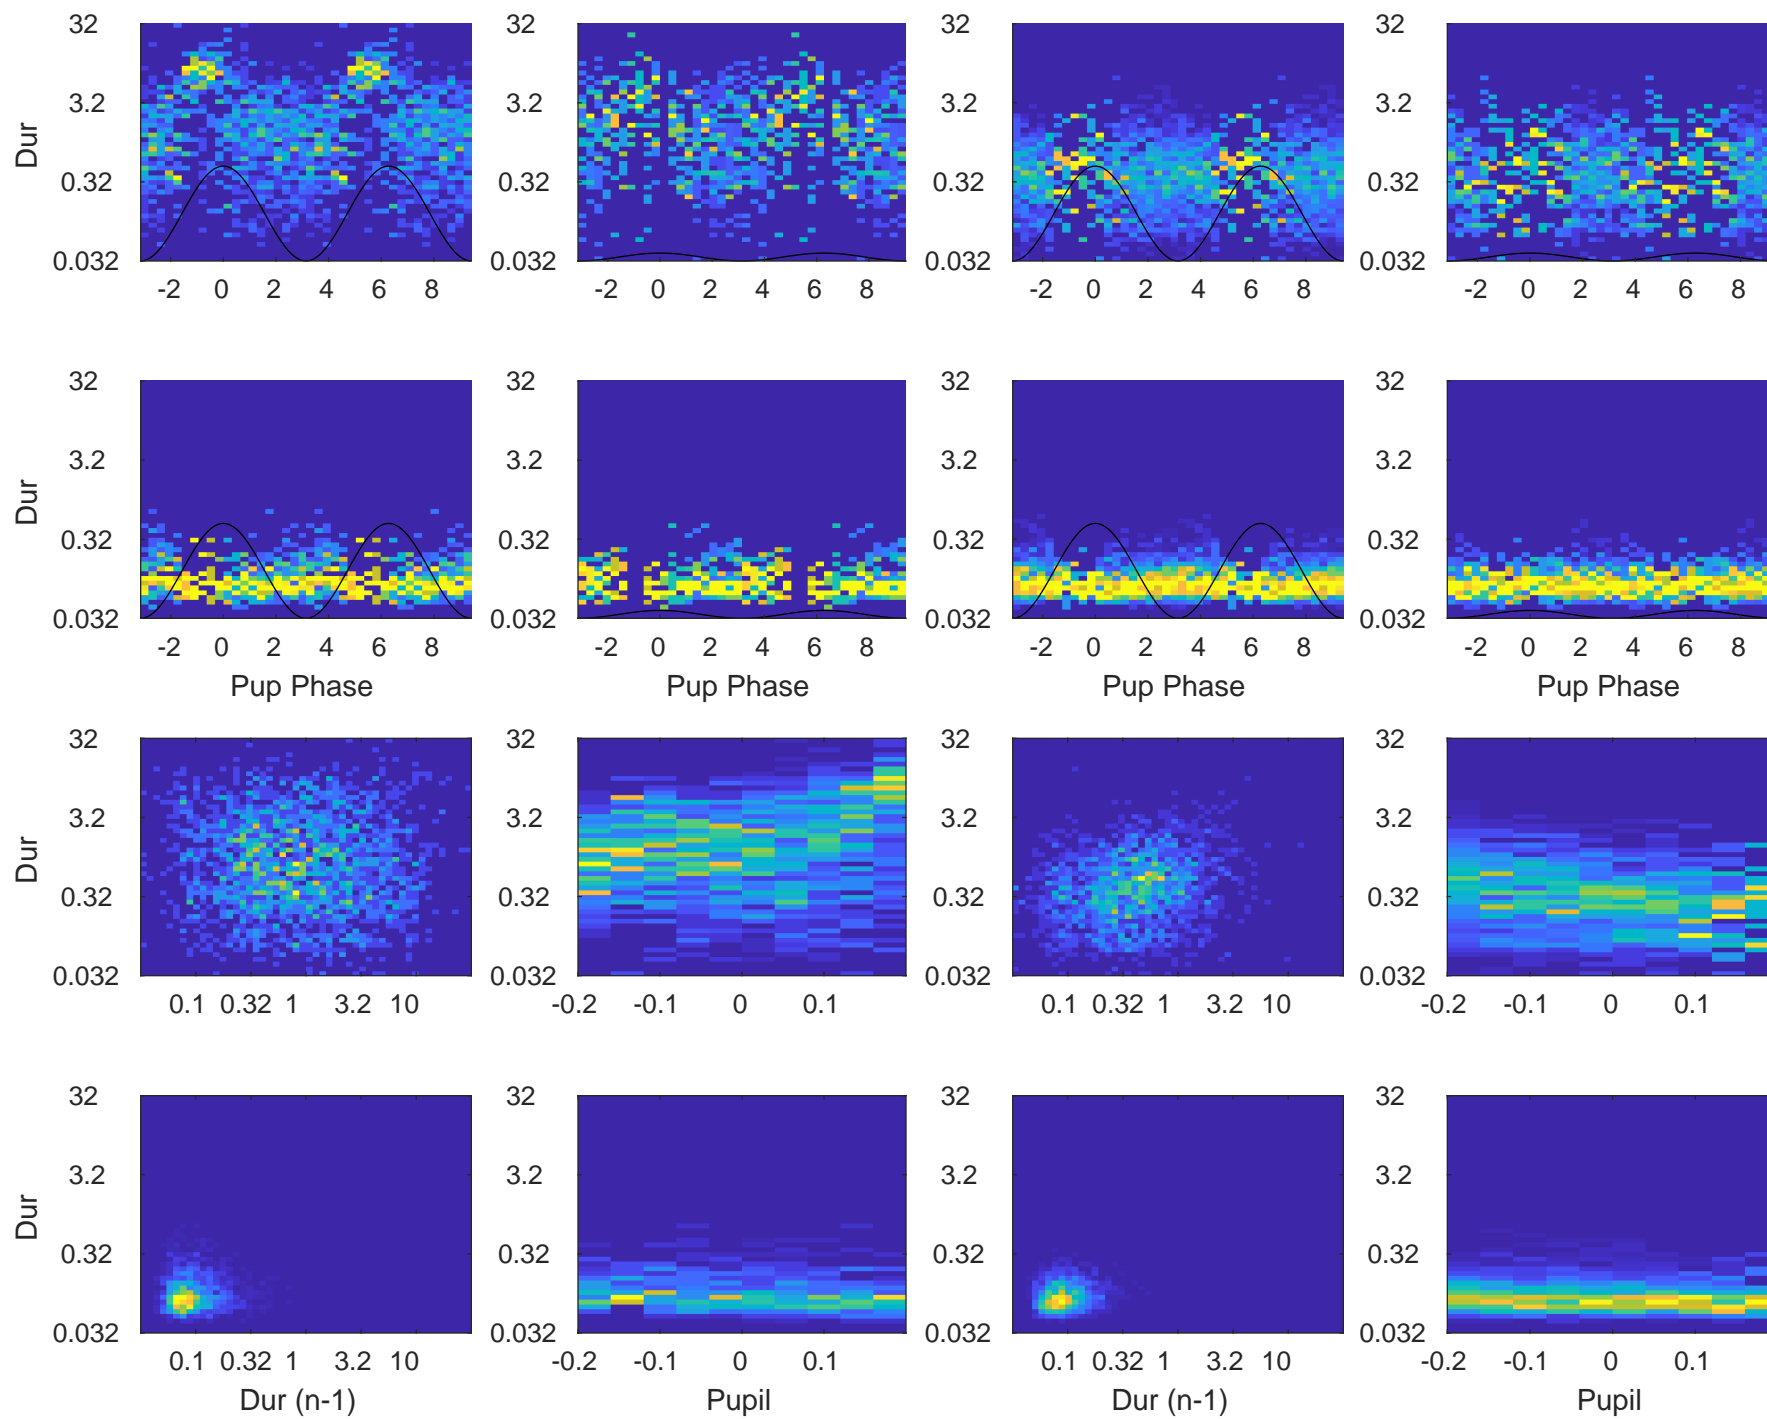 32 32 32 32
3.2 3.2 3.2 3.2
Dur
0.32 0.32 0.32 0.32
0.032 0.032 0.032 0.032
-2 0 2 4 6 8 -2 0 2 4 6 8 -2 0 2 4 6 8 -2 0 2 4 6 8
32 32 32 32
3.2 3.2 3.2 3.2
Dur
0.32 0.32 0.32 0.32
0.032 0.032 0.032 0.032
-2 0 2 4 6 8 -2 0 2 4 6 8 -2 0 2 4 6 8 -2 0 2 4 6 8
Pup Phase Pup Phase Pup Phase Pup Phase
32 32 32 32
3.2 3.2 3.2 3.2
Dur
0.32 0.32 0.32 0.32
0.032 0.032 0.032 0.032
0.1 0.32 1 3.2 10 -0.2 -0.1 0 0.1 0.1 0.32 1 3.2 10 -0.2 -0.1 0 0.1
32 32 32 32
3.2 3.2 3.2 3.2
Dur
0.32 0.32 0.32 0.32
0.032 0.032 0.032 0.032
0.1 0.32 1 3.2 10 -0.2 -0.1 0 0.1 0.1 0.32 1 3.2 10 -0.2 -0.1 0 0.1
Dur (n-1) Pupil Dur (n-1) Pupil